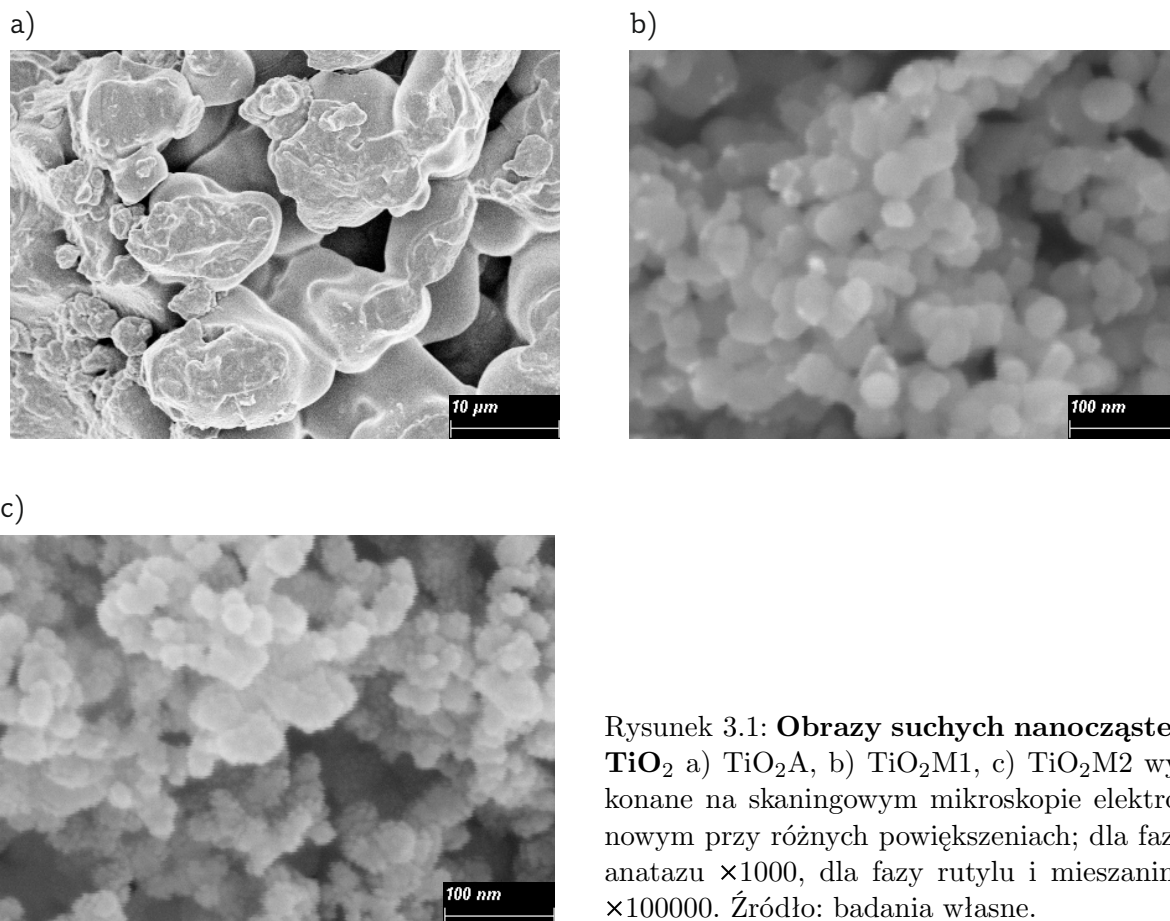 a)
b)
10 µm
100 nm
c)
100 nm
Rysunek 3.1: Obrazy suchych nanocząste
TiO₂ a) TiO₂A, b) TiO₂M1, c) TiO₂M2 wy
konane na skaningowym mikroskopie elektro
nowym przy różnych powiększeniach; dla faz
anatazu ×1000, dla fazy rutylu i mieszanin
×100000. Źródło: badania własne.